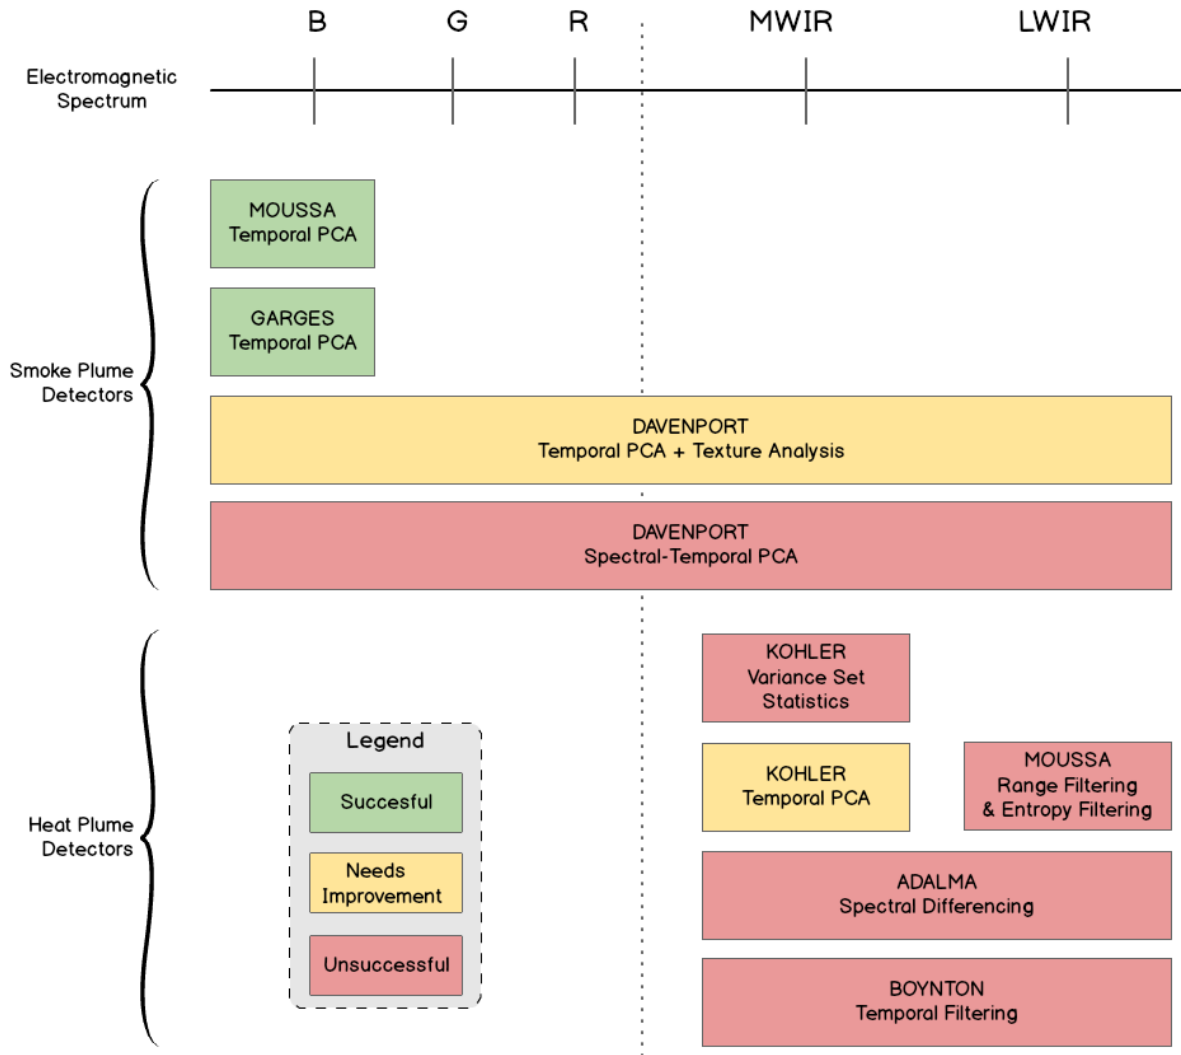 B G R MWIR LWIR
Electromagnetic
Spectrum
MOUSSA
Temporal PCA
GARGES
Temporal PCA
Smoke Plume
Detectors
DAVENPORT
Temporal PCA + Texture Analysis
DAVENPORT
Spectral-Temporal PCA
KOHLER
Variance Set
Statistics
KOHLER
Temporal PCA
MOUSSA
Range Filtering
& Entropy Filtering
Heat Plume
Detectors
ADALMA
Spectral Differencing
BOYNTON
Temporal Filtering
Legend
Succesful
Needs
Improvement
Unsuccessful